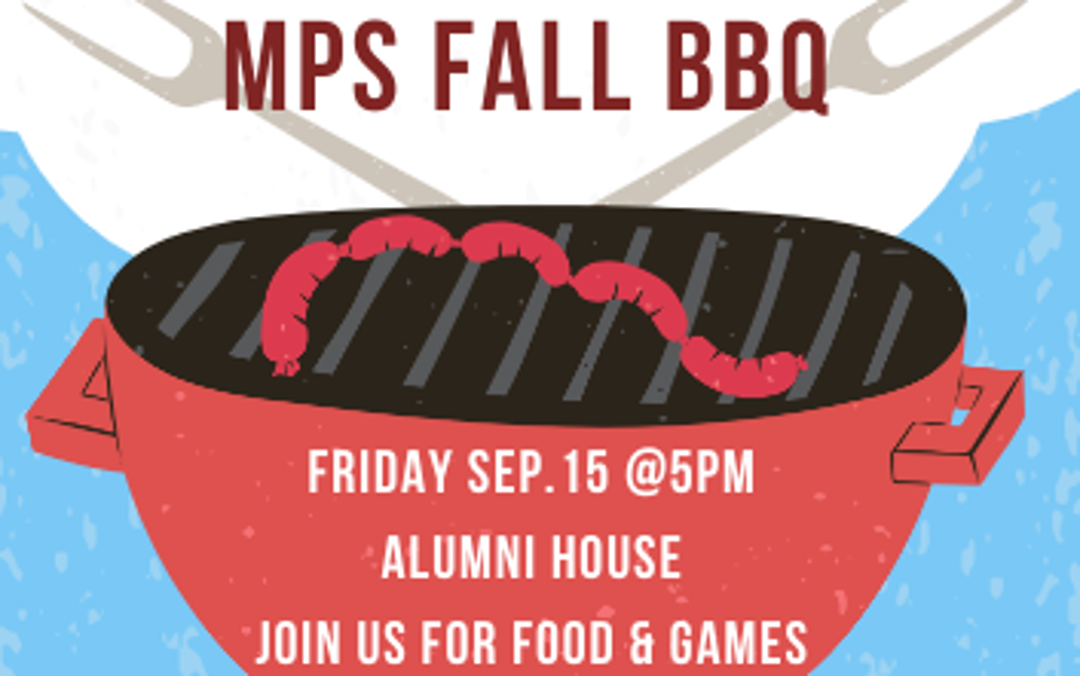 MPS FALL BBQ
FRIDAY SEP.15 @5PM
ALUMNI HOUSE
JOIN US FOR FOOD & GAMES